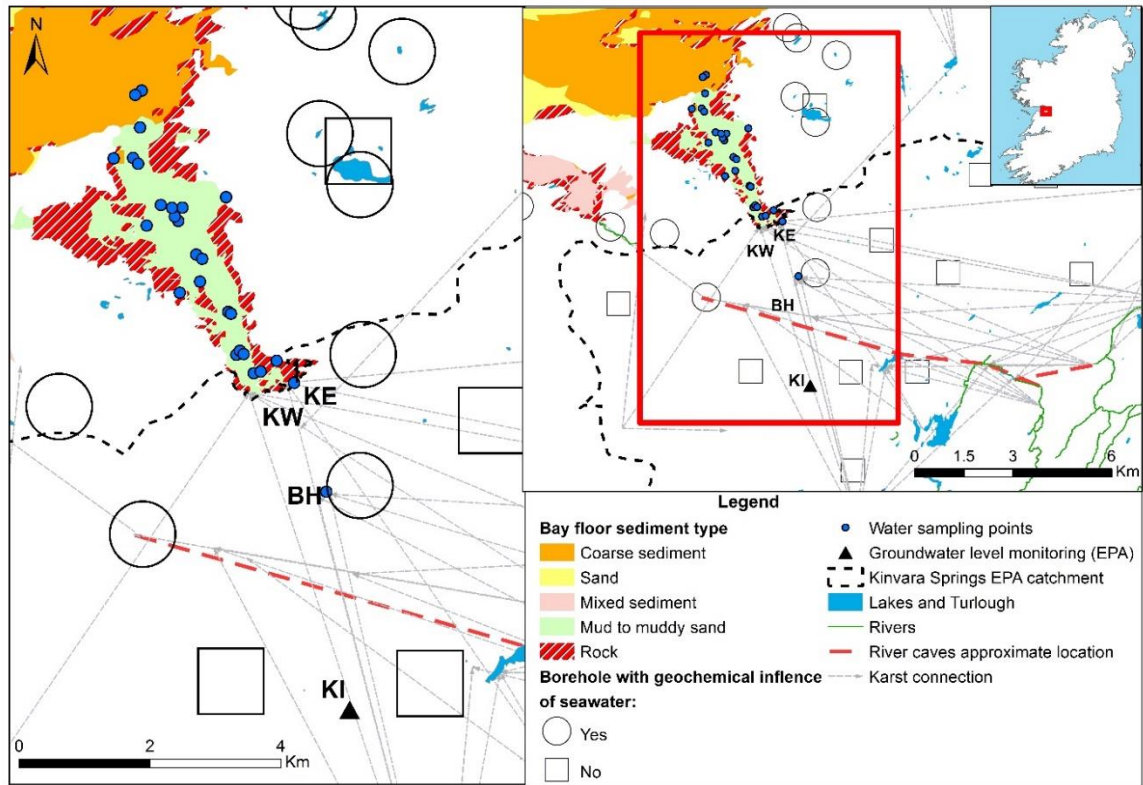 N
KE
KW
BH
KI
0 2 4
Km
KE
KW
BH
KI
0 1.5 3 6
Km
Legend
Bay floor sediment type
Coarse sediment
Sand
Mixed sediment
Mud to muddy sand
Rock
Borehole with geochemical inflence
of seawater:
Yes
No
Water sampling points
Groundwater level monitoring (EPA)
Kinvara Springs EPA catchment
Lakes and Turlough
Rivers
River caves approximate location
Karst connection